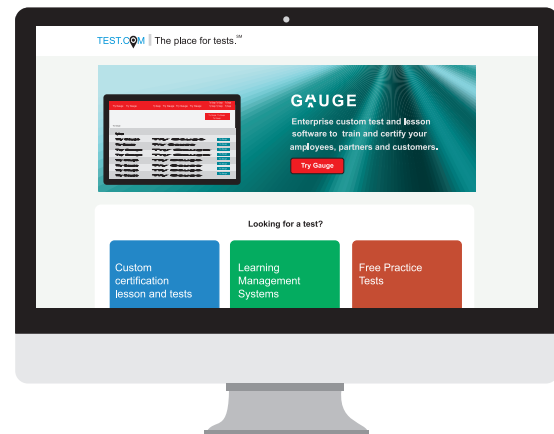 TEST.COM The place for tests.℠
GAUGE
Enterprise custom test and lesson
software to train and certify your
amployees, partners and customers.
Try Gauge
Looking for a test?
Custom
certification
lesson and tests
Learning
Management
Systems
Free Practice
Tests